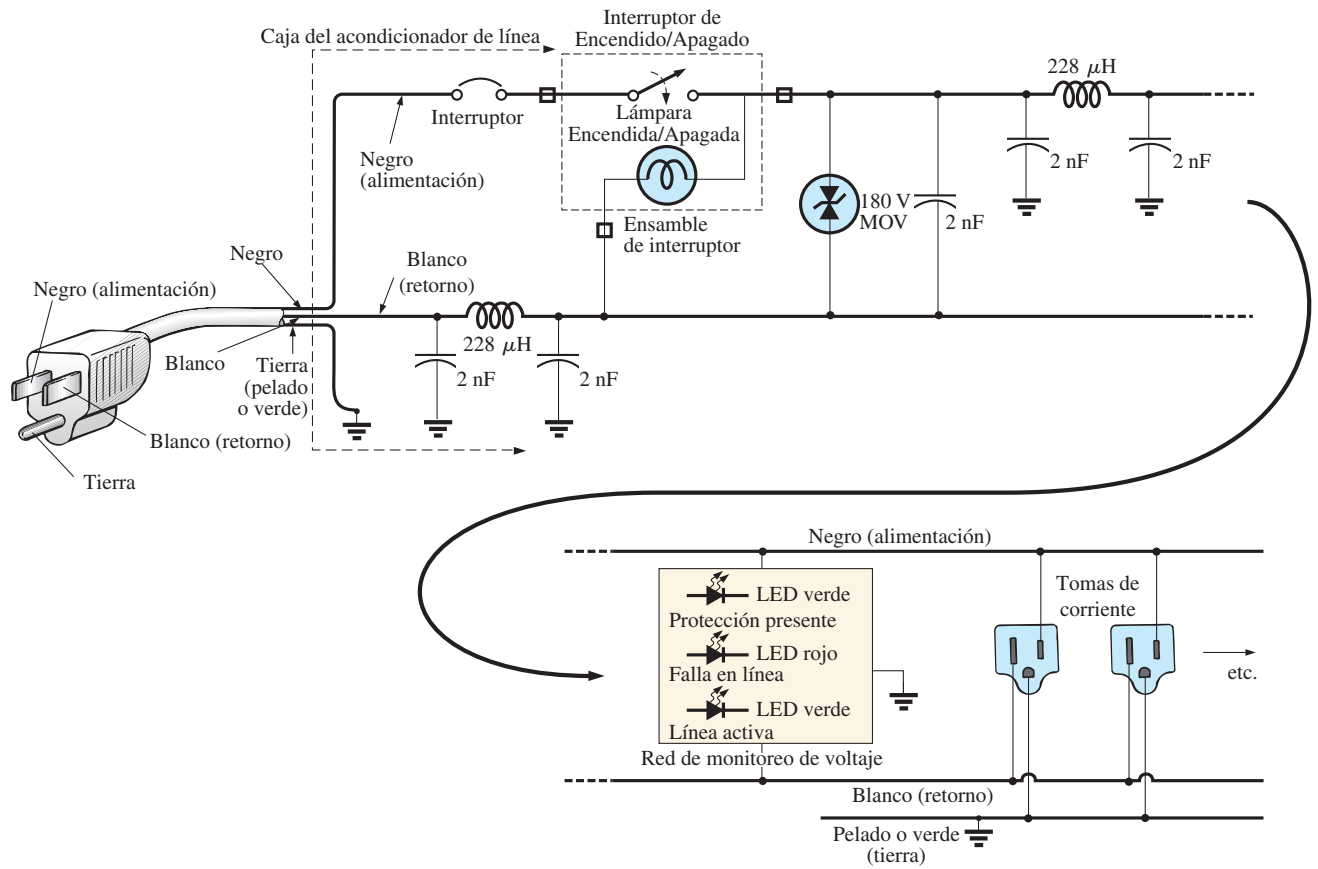 Interruptor de
Encendido/Apagado
Caja del acondicionador de línea
228 μH
Interruptor
Lámpara
Encendida/Apagada
Negro
(alimentación)
2 nF
2 nF
180 V
MOV
2 nF
Ensamble
de interruptor
Negro
Blanco
(retorno)
Negro (alimentación)
228 μH
Blanco
Tierra
(pelado
o verde)
2 nF
2 nF
Blanco (retorno)
Tierra
Negro (alimentación)
LED verde
Protección presente
LED rojo
Falla en línea
LED verde
Línea activa
Red de monitoreo de voltaje
Tomas de
corriente
etc.
Blanco (retorno)
Pelado o verde
(tierra)